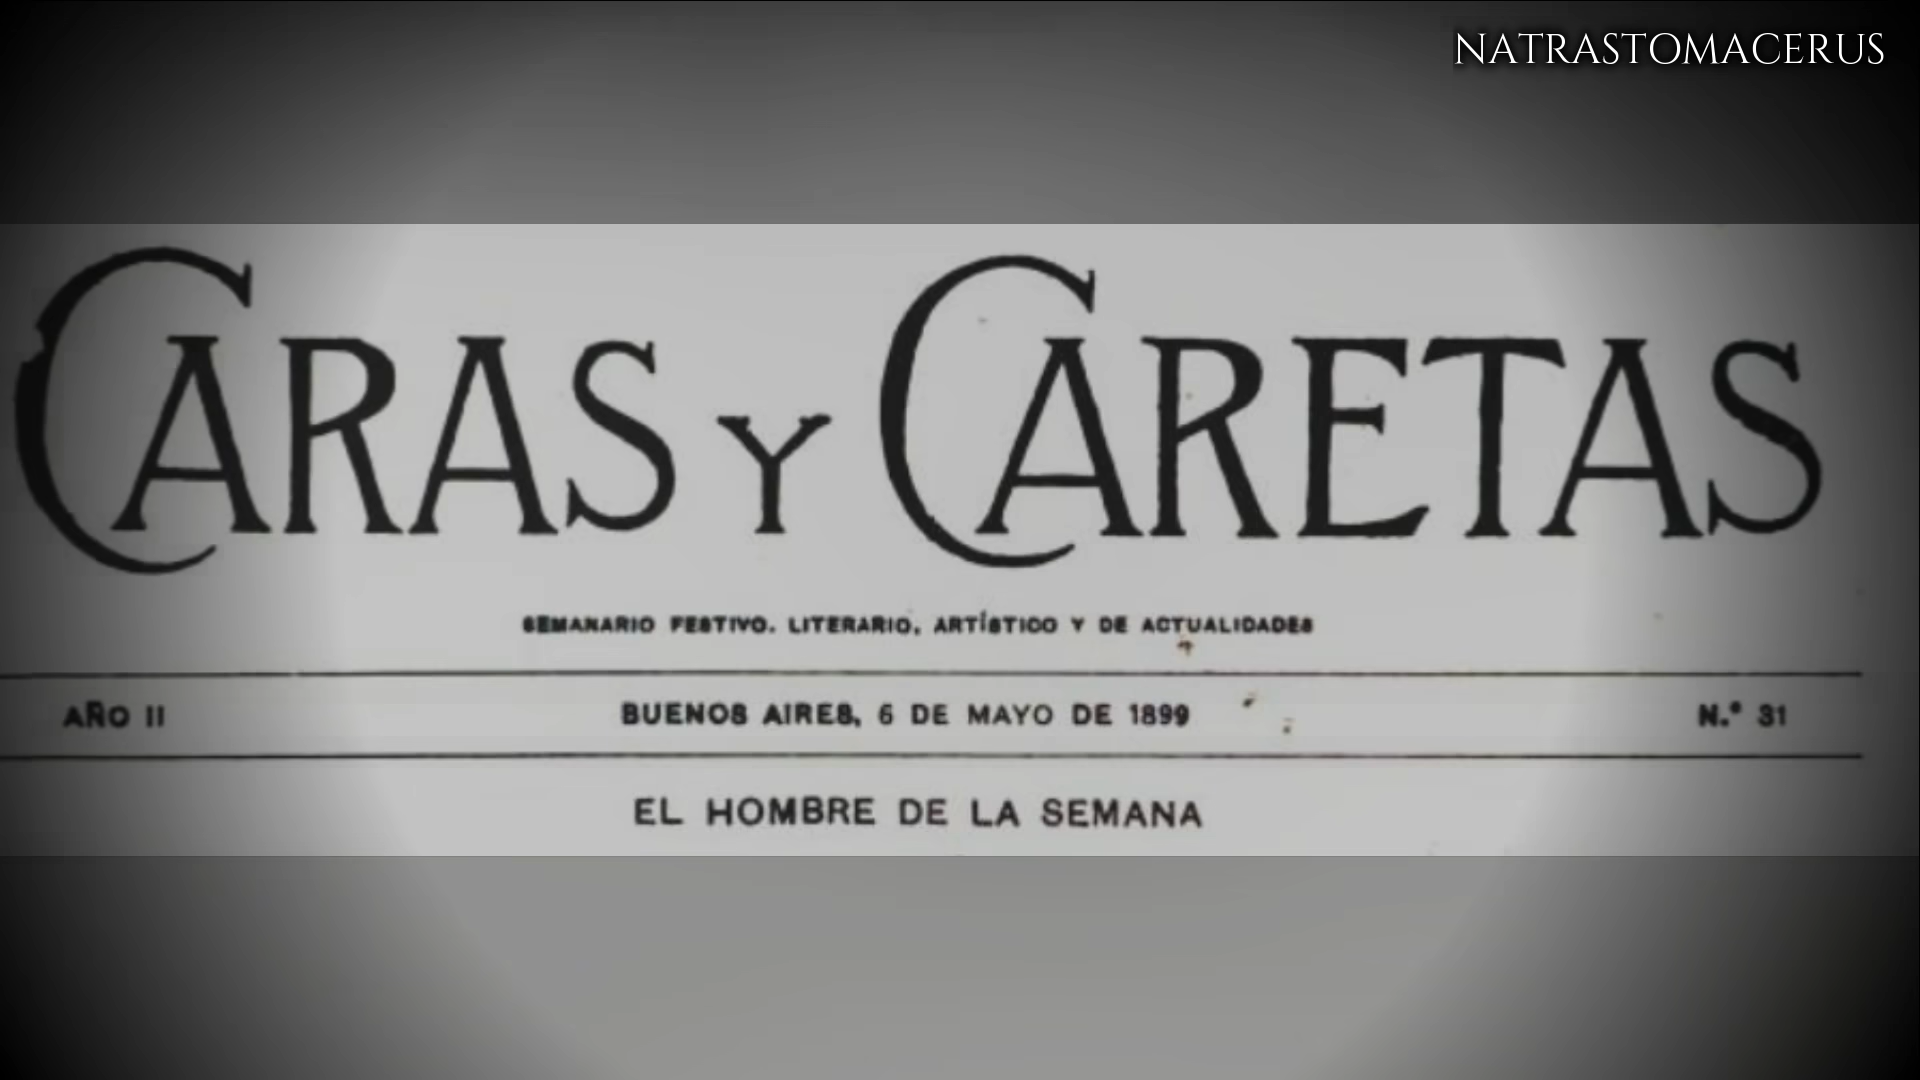 NATRASTOMACERUS
CARAS Y CARETAS
SEMANARIO FESTIVO. LITERARIO, ARTÍSTICO Y DE ACTUALIDADES
AÑO II BUENOS AIRES, 6 DE MAYO DE 1899 N.º 31
EL HOMBRE DE LA SEMANA